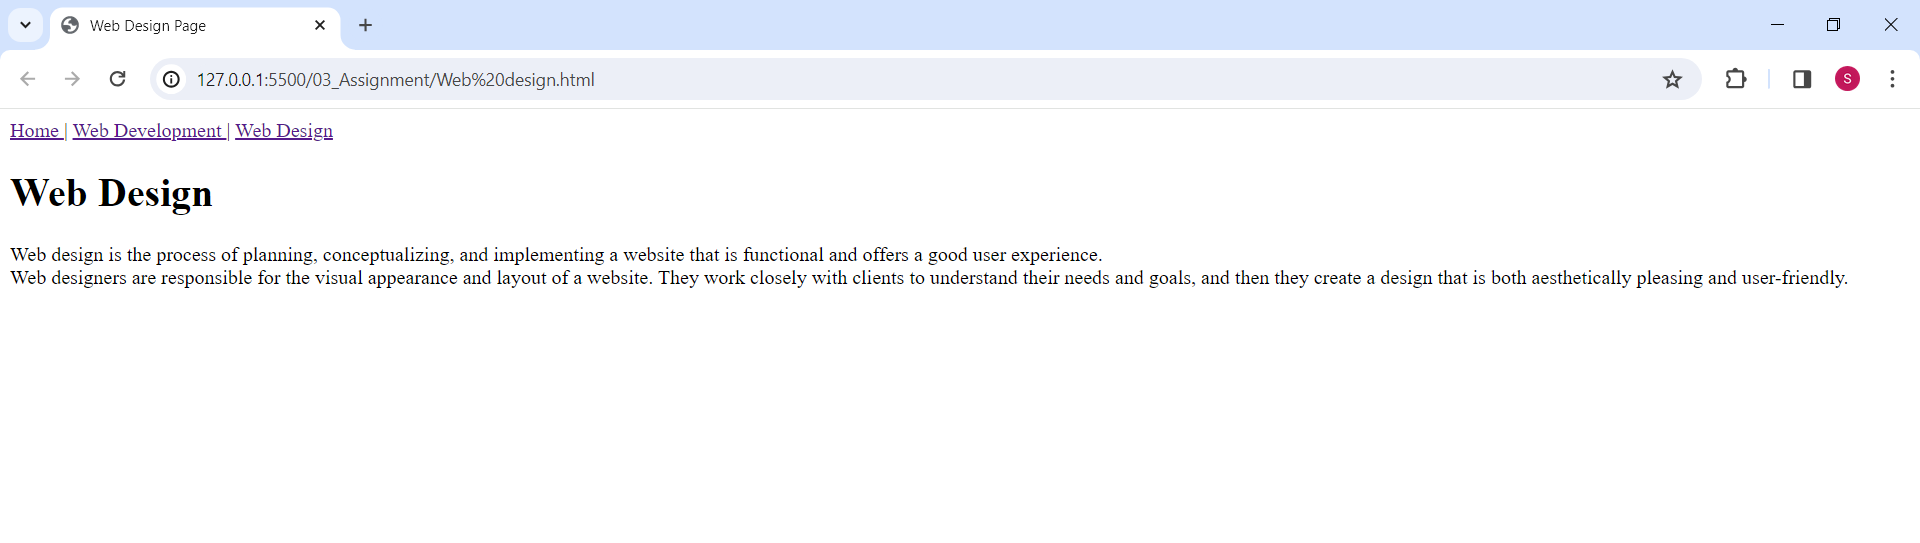 Web Design Page
127.0.0.1:5500/03_Assignment/Web%20design.html
S
Home | Web Development | Web Design
Web Design
Web design is the process of planning, conceptualizing, and implementing a website that is functional and offers a good user experience.
Web designers are responsible for the visual appearance and layout of a website. They work closely with clients to understand their needs and goals, and then they create a design that is both aesthetically pleasing and user-friendly.